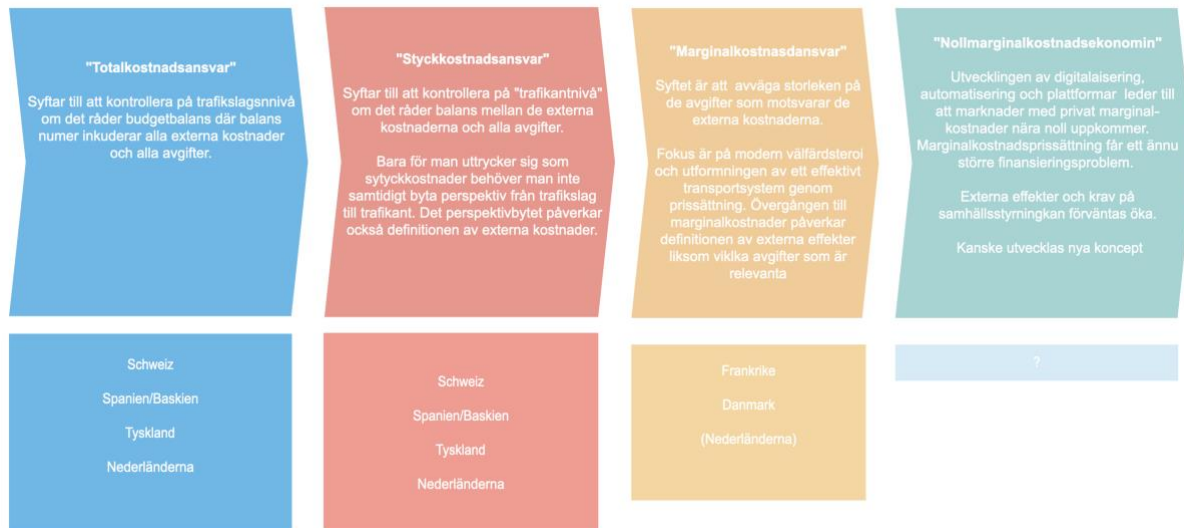 "Totalkostnadsansvar"
Syftar till att kontrollera på trafikslagsnnivå
om det råder budgetbalans där balans
numer inkuderar alla externa kostnader
och alla avgifter.
"Styckkostnadsansvar"
Syftar till att kontrollera på "trafikantnivå"
om det råder balans mellan de externa
kostnaderna och alla avgifter.
Bara för man uttrycker sig som
sytyckkostnader behöver man inte
samtidigt byta perspektiv från trafikslag
till trafikant. Det perspektivbytet påverkar
också definitionen av externa kostnader.
"Marginalkostnasdansvar"
Syftet är att  avväga storleken på
de avgifter som motsvarar de
externa kostnaderna.
Fokus är på modern välfärdsteroi
och utformningen av ett effektivt
transportsystem genom
prissättning. Övergången till
marginalkostnader påverkar
definitionen av externa effekter
liksom viklka avgifter som är
relevanta
"Nollmarginalkostnadsekonomin"
Utvecklingen av digitalaisering,
automatisering och plattformar  leder till
att marknader med privat marginal-
kostnader nära noll uppkommer.
Marginalkostnadsprissättning får ett ännu
större finansieringsproblem.
Externa effekter och krav på
samhällsstyrningkan förväntas öka.
Kanske utvecklas nya koncept
Schweiz
Spanien/Baskien
Tyskland
Nederländerna
Schweiz
Spanien/Baskien
Tyskland
Nederländerna
Frankrike
Danmark
(Nederländerna)
?